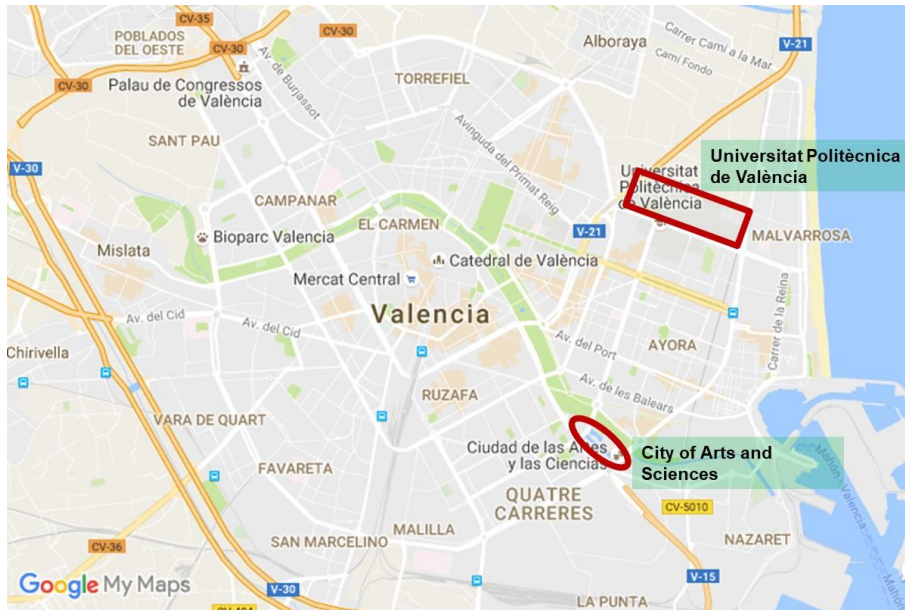 CV-35
POBLADOS
DEL OESTE
CV-30
CV-30
Av. de Burjassot
Alboraya
Carrer Camí a la Mar
Camí Fondo
V-21
CV-30
Palau de Congressos
de València
TORREFIEL
SANT PAU
Avinguda del Primat Reig
Universitat Politècnica
de València
V-30
Universitat
Politècnica
de València
CAMPANAR
EL CARMEN
V-21
MALVARROSA
Mislata
Bioparc Valencia
Catedral de València
Mercat Central
Carrer de la Reina
Av. del Cid
Av. del Cid
Valencia
Av. del Port
AYORA
Chirivella
RUZAFA
Av. de les Balears
VARA DE QUART
Ciudad de las Artes
y las Ciencias
City of Arts and
Sciences
FAVARETA
Mahón - Valencia
QUATRE
CARRERES
CV-5010
MALILLA
NAZARET
SAN MARCELINO
CV-36
Google My Maps
V-30
V-15
LA PUNTA